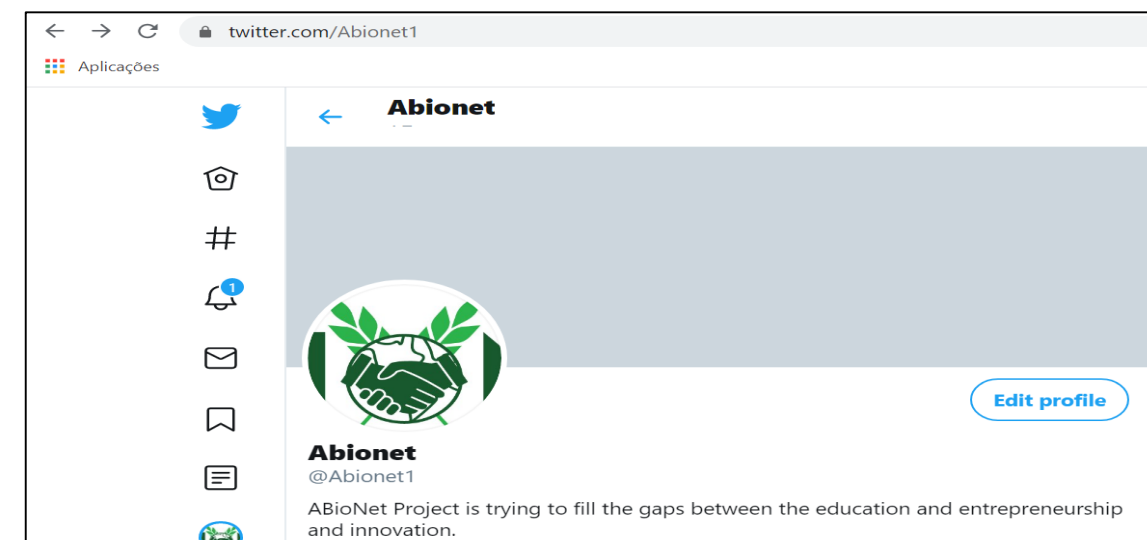 twitter.com/Abionet1
Aplicações
Abionet
1
Edit profile
Abionet
@Abionet1
ABioNet Project is trying to fill the gaps between the education and entrepreneurship
and innovation.